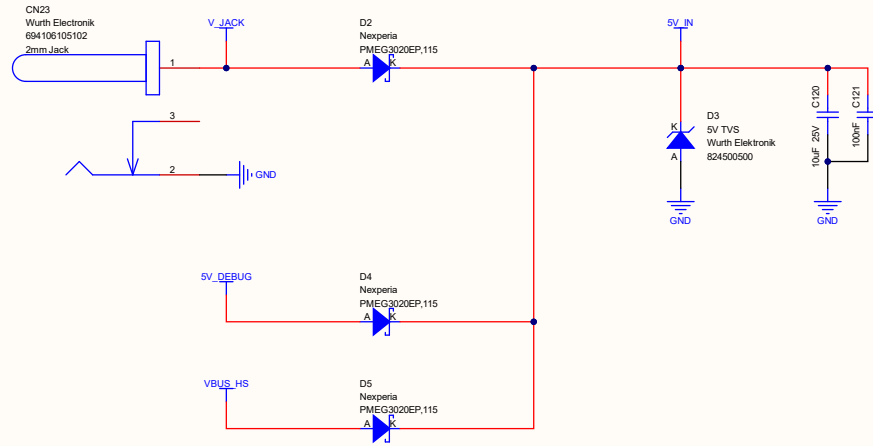 CN23
Wurth Electronik
694106105102
2mm Jack
1
3
2
GND
V_JACK
D2
Nexperia
PMEG3020EP,115
A K
5V_IN
D3
5V TVS
Wurth Elektronik
824500500
K
A
GND
C120
10uF 25V
C121
100nF
GND
5V_DEBUG
D4
Nexperia
PMEG3020EP,115
A K
VBUS_HS
D5
Nexperia
PMEG3020EP,115
A K